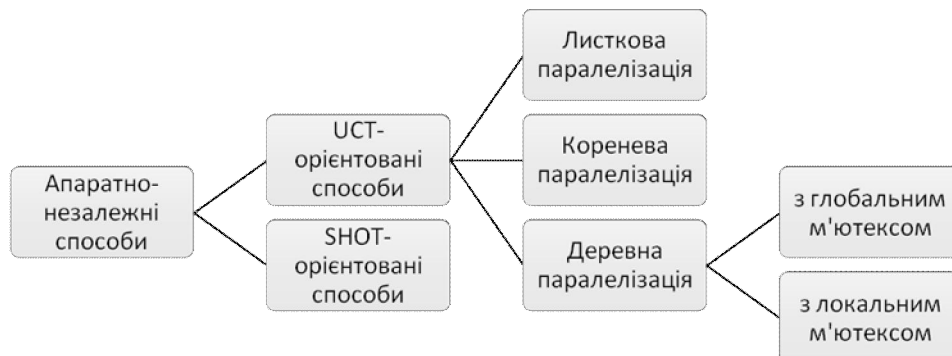 Апаратно-
незалежні
способи
UCT-
орієнтовані
способи
SHOT-
орієнтовані
способи
Листкова
паралелізація
Коренева
паралелізація
Деревна
паралелізація
з глобальним
м'ютексом
з локальним
м'ютексом